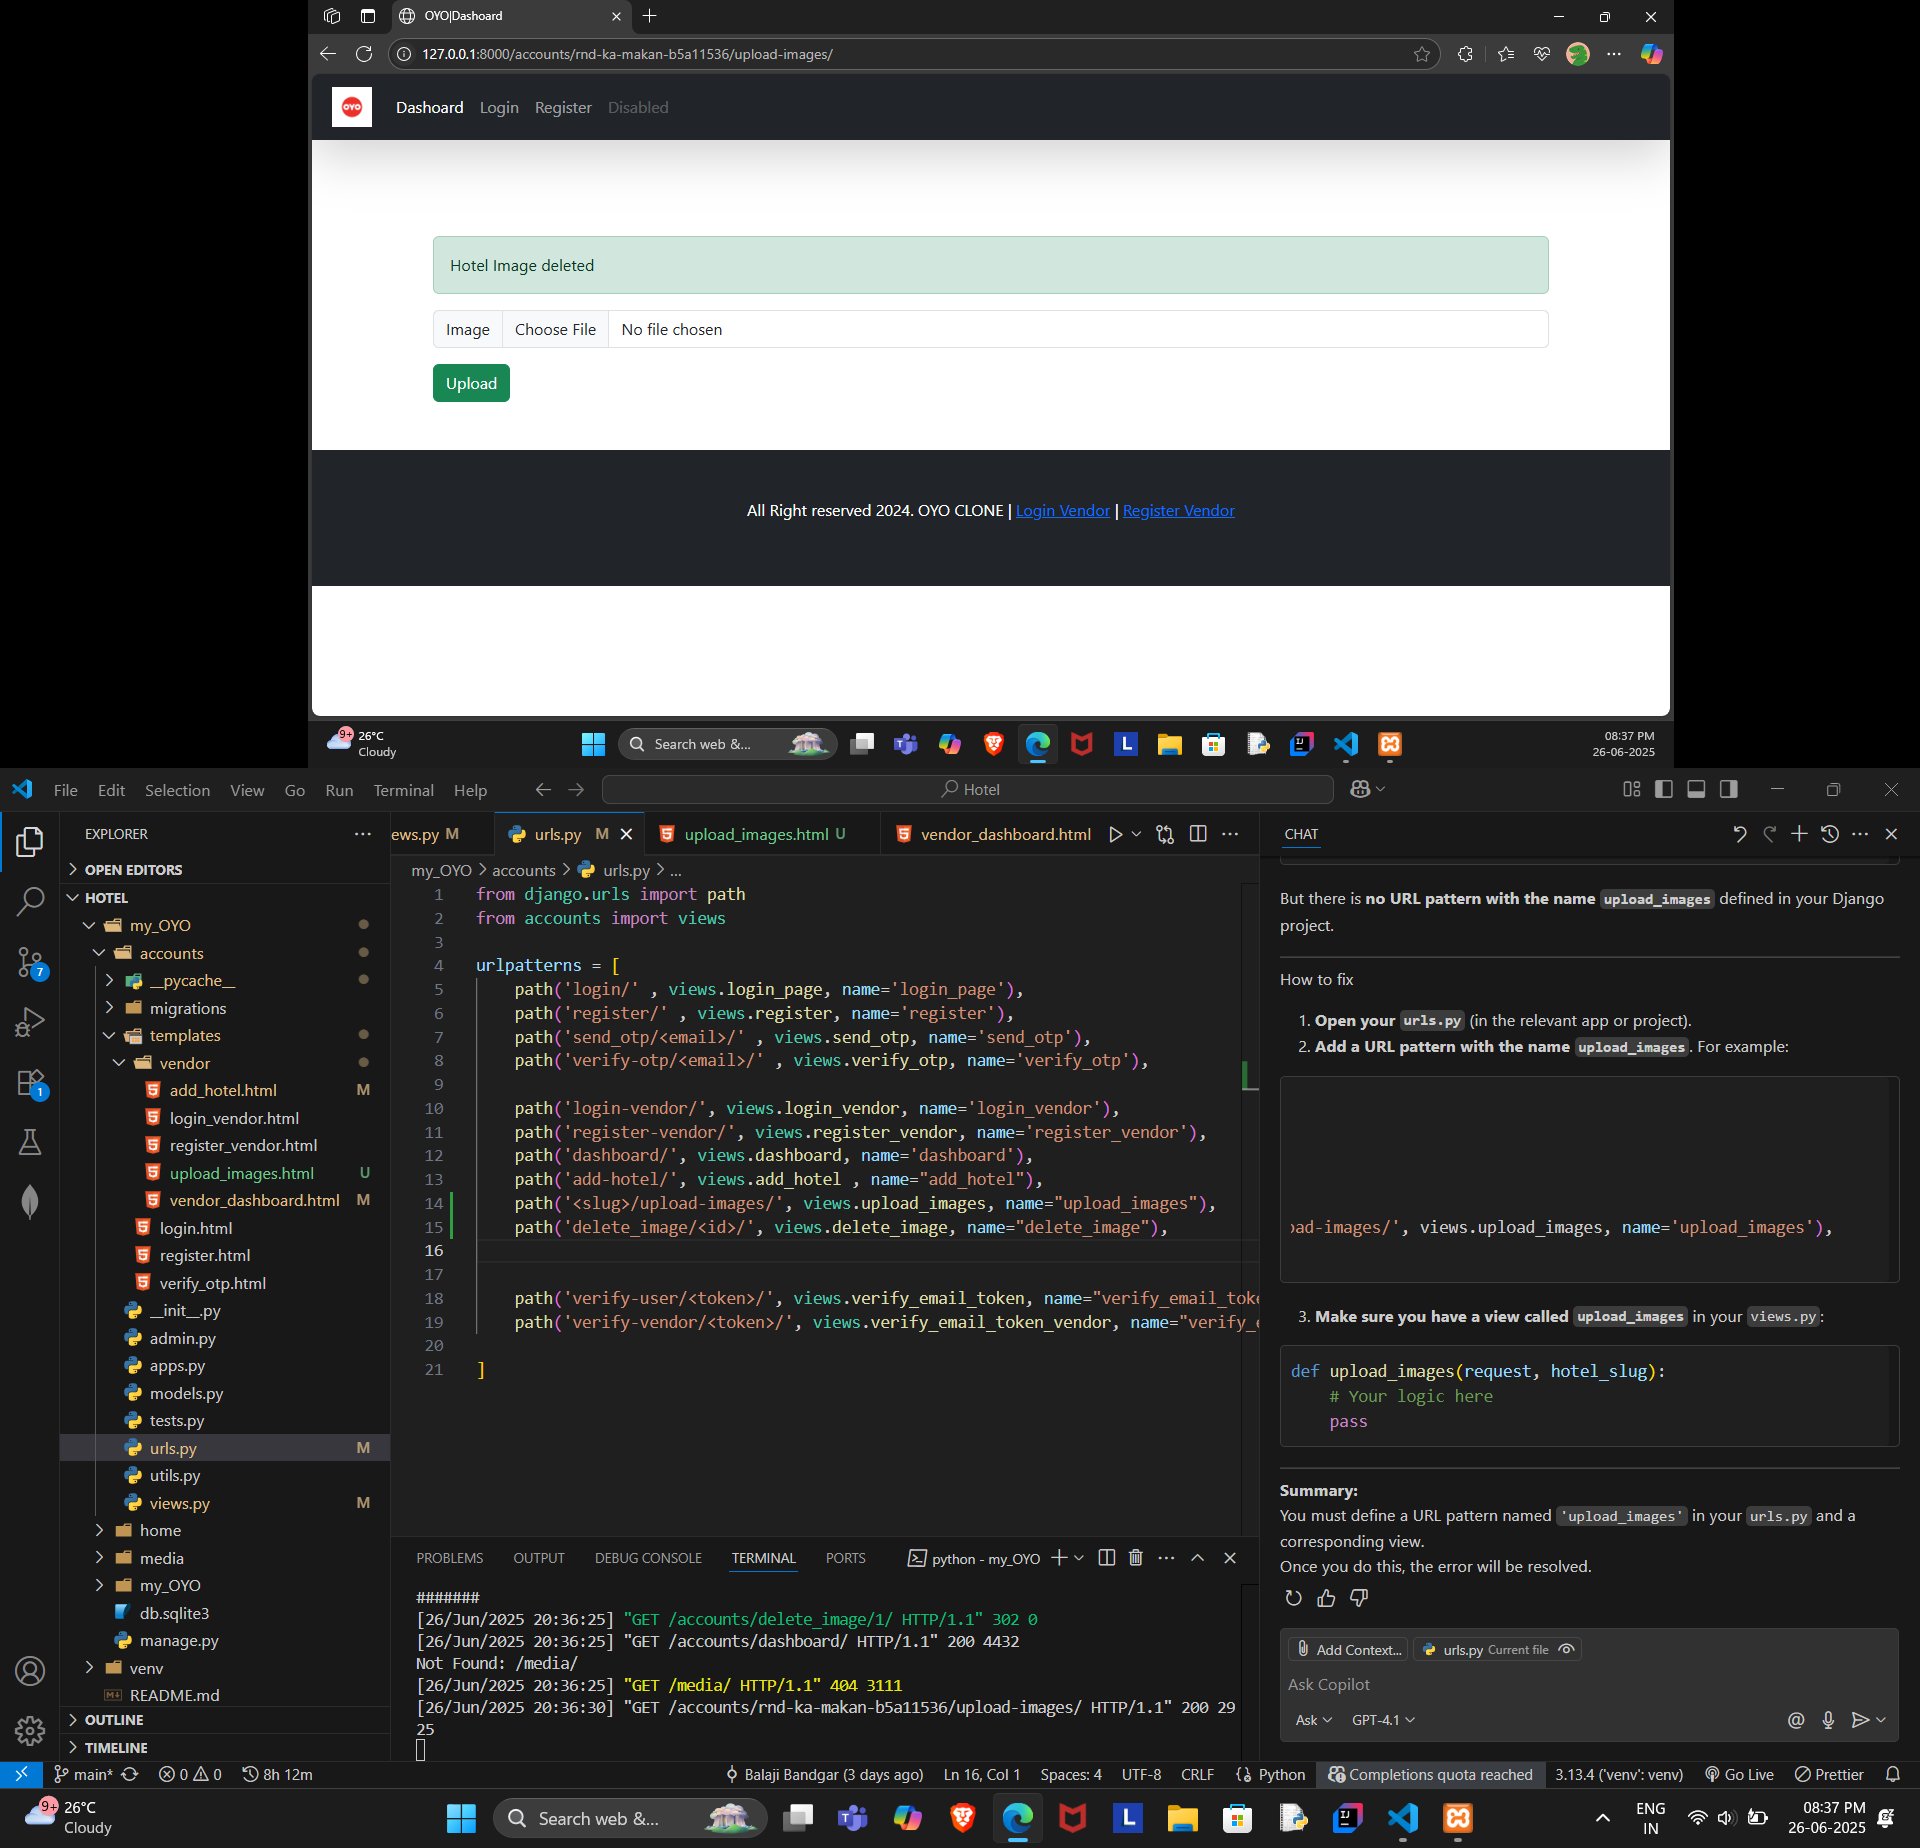 OYO|Dashoard
127.0.0.1:8000/accounts/rnd-ka-makan-b5a11536/upload-images/
OYO
Dashoard Login Register Disabled
Hotel Image deleted
Image Choose File No file chosen
Upload
All Right reserved 2024. OYO CLONE | Login Vendor | Register Vendor
9+
26°C
Cloudy
Search web &...
08:37 PM
26-06-2025
File Edit Selection View Go Run Terminal Help
Hotel
EXPLORER
OPEN EDITORS
HOTEL
my_OYO
accounts
__pycache__
migrations
templates
vendor
add_hotel.html M
login_vendor.html
register_vendor.html
upload_images.html U
vendor_dashboard.html M
login.html
register.html
verify_otp.html
__init__.py
admin.py
apps.py
models.py
tests.py
urls.py M
utils.py
views.py M
home
media
my_OYO
db.sqlite3
manage.py
venv
README.md
OUTLINE
TIMELINE
7
1
ews.py M urls.py M upload_images.html U vendor_dashboard.html
my_OYO > accounts > urls.py > ...
1 from django.urls import path
2 from accounts import views
3
4 urlpatterns = [
5 path('login/' , views.login_page, name='login_page'),
6 path('register/' , views.register, name='register'),
7 path('send_otp/<email>/' , views.send_otp, name='send_otp'),
8 path('verify-otp/<email>/' , views.verify_otp, name='verify_otp'),
9
10 path('login-vendor/', views.login_vendor, name='login_vendor'),
11 path('register-vendor/', views.register_vendor, name='register_vendor'),
12 path('dashboard/', views.dashboard, name='dashboard'),
13 path('add-hotel/', views.add_hotel , name="add_hotel"),
14 path('<slug>/upload-images/', views.upload_images, name="upload_images"),
15 path('delete_image/<id>/', views.delete_image, name="delete_image"),
16
17
18 path('verify-user/<token>/', views.verify_email_token, name="verify_email_toke
19 path('verify-vendor/<token>/', views.verify_email_token_vendor, name="verify_e
20
21 ]
PROBLEMS OUTPUT DEBUG CONSOLE TERMINAL PORTS python - my_OYO
#######
[26/Jun/2025 20:36:25] "GET /accounts/delete_image/1/ HTTP/1.1" 302 0
[26/Jun/2025 20:36:25] "GET /accounts/dashboard/ HTTP/1.1" 200 4432
Not Found: /media/
[26/Jun/2025 20:36:25] "GET /media/ HTTP/1.1" 404 3111
[26/Jun/2025 20:36:30] "GET /accounts/rnd-ka-makan-b5a11536/upload-images/ HTTP/1.1" 200 29
25
CHAT
But there is no URL pattern with the name upload_images defined in your Django
project.
How to fix
1. Open your urls.py (in the relevant app or project).
2. Add a URL pattern with the name upload_images. For example:
oad-images/', views.upload_images, name='upload_images'),
3. Make sure you have a view called upload_images in your views.py:
def upload_images(request, hotel_slug):
# Your logic here
pass
Summary:
You must define a URL pattern named 'upload_images' in your urls.py and a
corresponding view.
Once you do this, the error will be resolved.
Add Context... urls.py Current file
Ask Copilot
Ask GPT-4.1
main* 0 0 8h 12m Balaji Bandgar (3 days ago) Ln 16, Col 1 Spaces: 4 UTF-8 CRLF Python Completions quota reached 3.13.4 ('venv': venv) Go Live Prettier
9+
26°C
Cloudy
Search web &...
ENG
IN
08:37 PM
26-06-2025